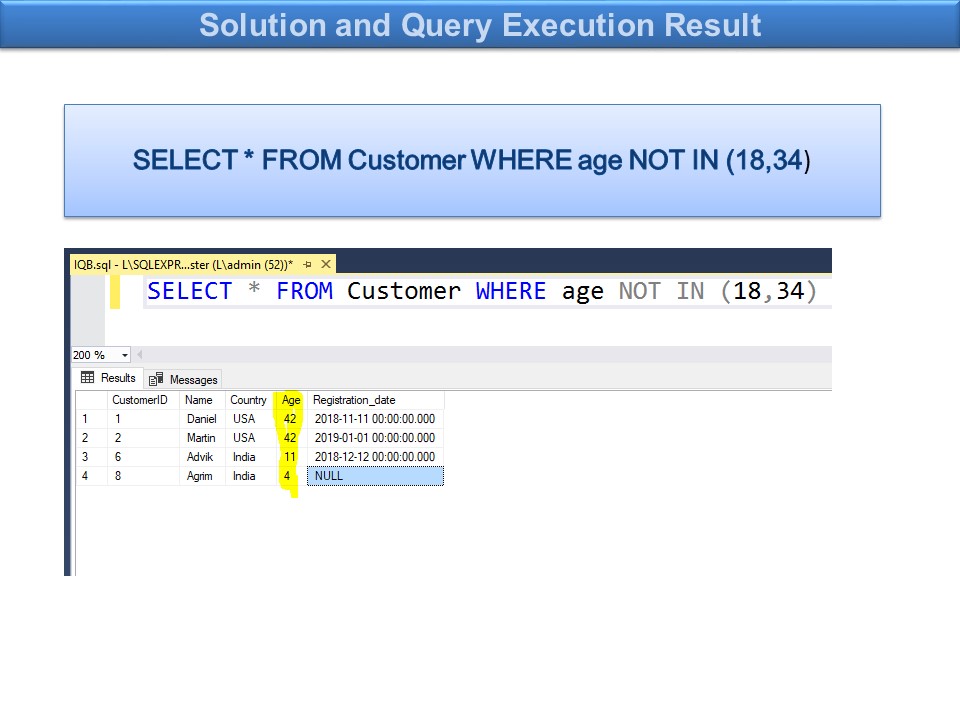 Solution and Query Execution Result
SELECT * FROM Customer WHERE age NOT IN (18,34)
IQB.sql - L\SQLEXPR...ster (L\admin (52))*
SELECT * FROM Customer WHERE age NOT IN (18,34)
200 %
Results Messages
CustomerID Name Country Age Registration_date
1 1 Daniel USA 42 2018-11-11 00:00:00.000
2 2 Martin USA 42 2019-01-01 00:00:00.000
3 6 Advik India 11 2018-12-12 00:00:00.000
4 8 Agrim India 4 NULL